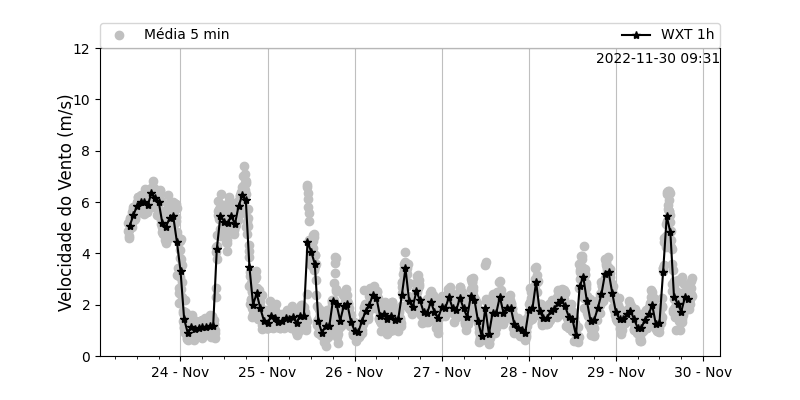 Média 5 min
WXT 1h
2022-11-30 09:31
Velocidade do Vento (m/s)
12
10
8
6
4
2
0
24 - Nov
25 - Nov
26 - Nov
27 - Nov
28 - Nov
29 - Nov
30 - Nov